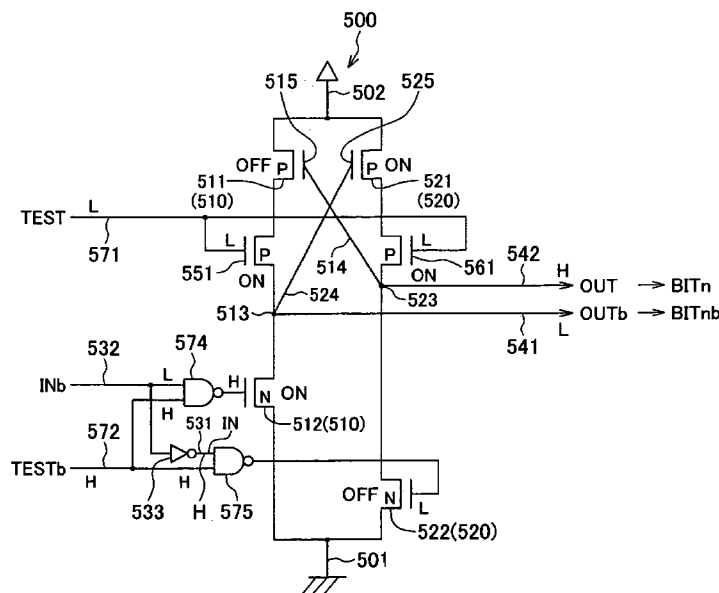 500
515
502
525
OFF P
P ON
511
(510)
521
(520)
TEST L
571
L P
P L
551
ON
514
561
ON
542
524
H
OUT
BITn
513
523
OUTb
BITnb
L
541
532
574
INb
L
H
ON
H
N
572
531 IN
512(510)
TESTb
H
H
533
H
575
OFF N
L
522(520)
501